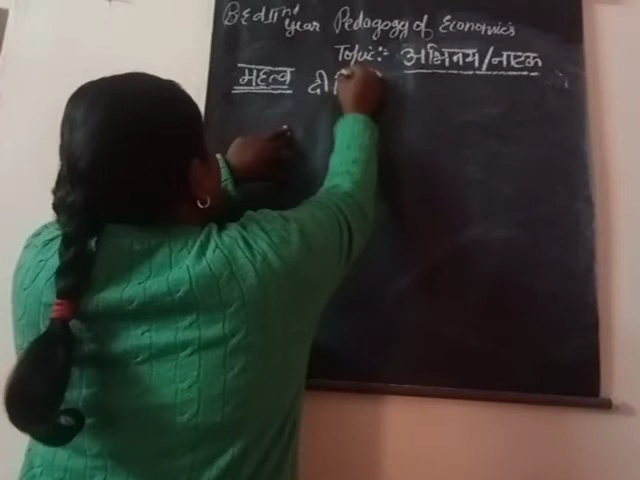 B.Ed IInd year Pedagogy of Economics
Topic:- अभिनय/नाटक
महत्व